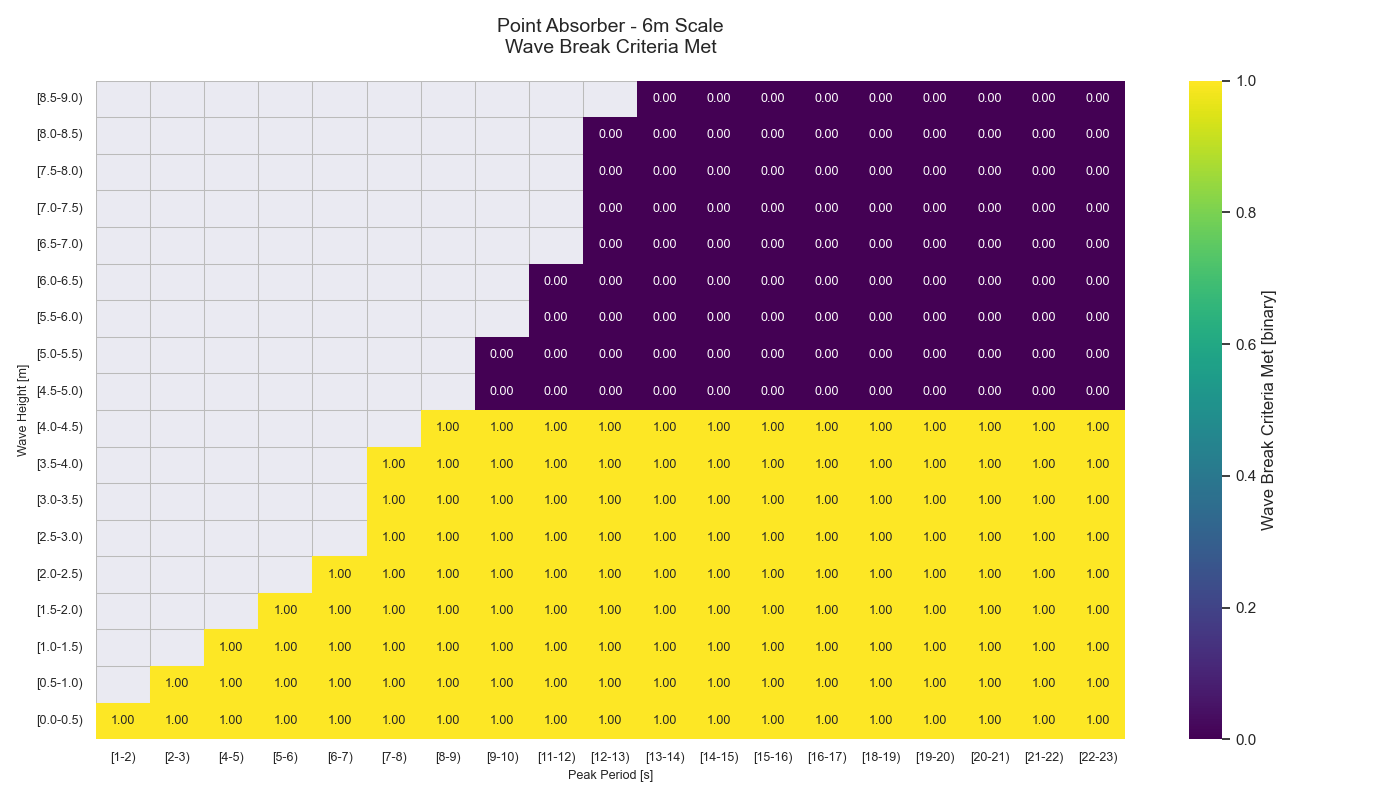 Point Absorber - 6m Scale
Wave Break Criteria Met
[8.5-9.0) 0.00 0.00 0.00 0.00 0.00 0.00 0.00 0.00 0.00
[8.0-8.5) 0.00 0.00 0.00 0.00 0.00 0.00 0.00 0.00 0.00 0.00
[7.5-8.0) 0.00 0.00 0.00 0.00 0.00 0.00 0.00 0.00 0.00 0.00
[7.0-7.5) 0.00 0.00 0.00 0.00 0.00 0.00 0.00 0.00 0.00 0.00
[6.5-7.0) 0.00 0.00 0.00 0.00 0.00 0.00 0.00 0.00 0.00 0.00
[6.0-6.5) 0.00 0.00 0.00 0.00 0.00 0.00 0.00 0.00 0.00 0.00 0.00
[5.5-6.0) 0.00 0.00 0.00 0.00 0.00 0.00 0.00 0.00 0.00 0.00 0.00
[5.0-5.5) 0.00 0.00 0.00 0.00 0.00 0.00 0.00 0.00 0.00 0.00 0.00 0.00
[4.5-5.0) 0.00 0.00 0.00 0.00 0.00 0.00 0.00 0.00 0.00 0.00 0.00 0.00
[4.0-4.5) 1.00 1.00 1.00 1.00 1.00 1.00 1.00 1.00 1.00 1.00 1.00 1.00 1.00
[3.5-4.0) 1.00 1.00 1.00 1.00 1.00 1.00 1.00 1.00 1.00 1.00 1.00 1.00 1.00 1.00
[3.0-3.5) 1.00 1.00 1.00 1.00 1.00 1.00 1.00 1.00 1.00 1.00 1.00 1.00 1.00 1.00
[2.5-3.0) 1.00 1.00 1.00 1.00 1.00 1.00 1.00 1.00 1.00 1.00 1.00 1.00 1.00 1.00
[2.0-2.5) 1.00 1.00 1.00 1.00 1.00 1.00 1.00 1.00 1.00 1.00 1.00 1.00 1.00 1.00 1.00
[1.5-2.0) 1.00 1.00 1.00 1.00 1.00 1.00 1.00 1.00 1.00 1.00 1.00 1.00 1.00 1.00 1.00 1.00
[1.0-1.5) 1.00 1.00 1.00 1.00 1.00 1.00 1.00 1.00 1.00 1.00 1.00 1.00 1.00 1.00 1.00 1.00 1.00
[0.5-1.0) 1.00 1.00 1.00 1.00 1.00 1.00 1.00 1.00 1.00 1.00 1.00 1.00 1.00 1.00 1.00 1.00 1.00 1.00
[0.0-0.5) 1.00 1.00 1.00 1.00 1.00 1.00 1.00 1.00 1.00 1.00 1.00 1.00 1.00 1.00 1.00 1.00 1.00 1.00 1.00
[1-2) [2-3) [4-5) [5-6) [6-7) [7-8) [8-9) [9-10) [11-12) [12-13) [13-14) [14-15) [15-16) [16-17) [18-19) [19-20) [20-21) [21-22) [22-23)
Peak Period [s]
Wave Height [m]
1.0
0.8
0.6
0.4
0.2
0.0
Wave Break Criteria Met [binary]